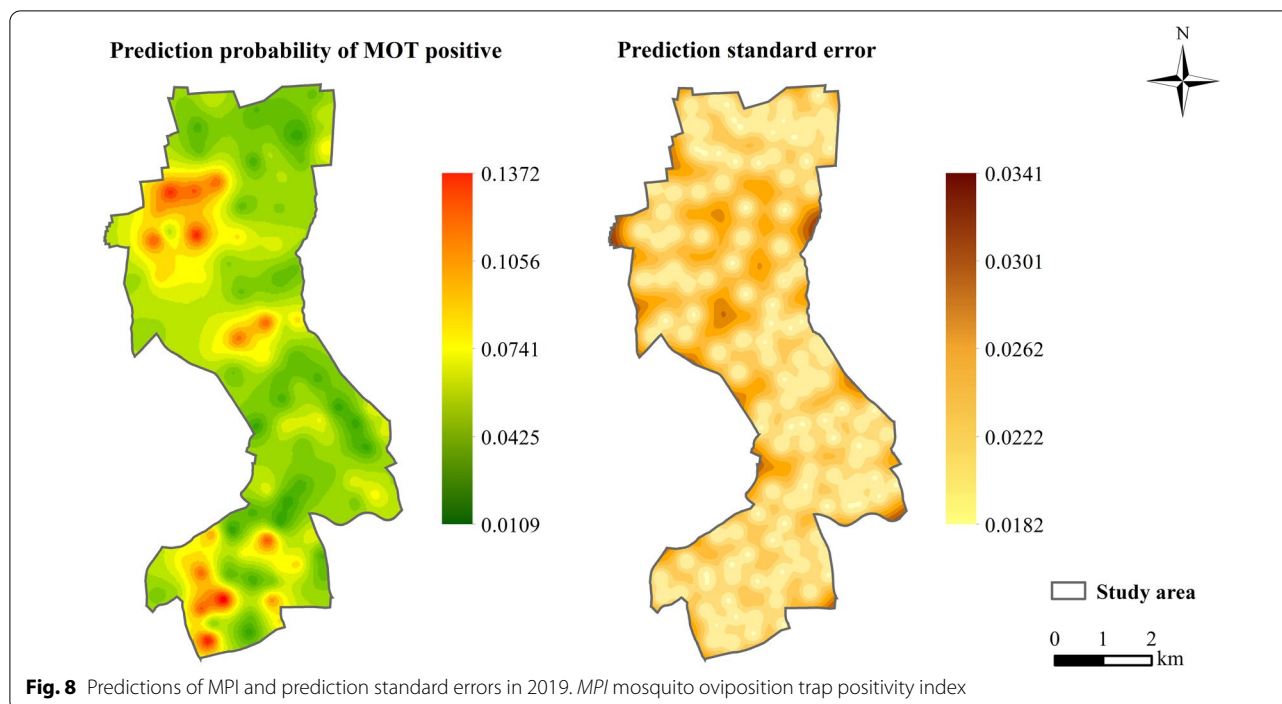 Prediction probability of MOT positive
Prediction standard error
N
0.1372
0.1056
0.0741
0.0425
0.0109
0.0341
0.0301
0.0262
0.0222
0.0182
Study area
0 1 2
km
Fig. 8 Predictions of MPI and prediction standard errors in 2019. MPI mosquito oviposition trap positivity index